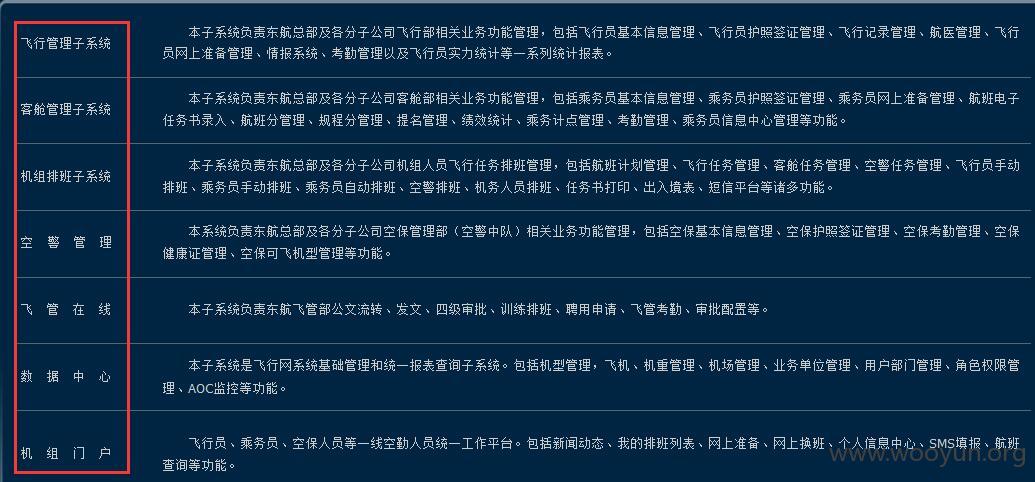 飞行管理子系统
本子系统负责东航总部及各分子公司飞行部相关业务功能管理，包括飞行员基本信息管理、飞行员护照签证管理、飞行记录管理、航医管理、飞行
员网上准备管理、情报系统、考勤管理以及飞行员实力统计等一系列统计报表。
客舱管理子系统
本子系统负责东航总部及各分子公司客舱部相关业务功能管理，包括乘务员基本信息管理、乘务员护照签证管理、乘务员网上准备管理、航班电子
任务书录入、航班分管理、规程分管理、提名管理、绩效统计、乘务计点管理、考勤管理、乘务员信息中心管理等功能。
机组排班子系统
本子系统负责东航总部及各分子公司机组人员飞行任务排班管理，包括航班计划管理、飞行任务管理、客舱任务管理、空警任务管理、飞行员手动
排班、乘务员手动排班、乘务员自动排班、空警排班、机务人员排班、任务书打印、出入境表、短信平台等诸多功能。
空警管理
本系统负责东航总部及各分子公司空保管理部（空警中队）相关业务功能管理，包括空保基本信息管理、空保护照签证管理、空保考勤管理、空保
健康证管理、空保可飞机型管理等功能。
飞管在线
本子系统负责东航飞管部公文流转、发文、四级审批、训练排班、聘用申请、飞管考勤、审批配置等。
数据中心
本子系统是飞行网系统基础管理和统一报表查询子系统。包括机型管理，飞机、机重管理、机场管理、业务单位管理、用户部门管理、角色权限管
理、AOC监控等功能。
机组门户
飞行员、乘务员、空保人员等一线空勤人员统一工作平台。包括新闻动态、我的排班列表、网上准备、网上换班、个人信息中心、SMS填报、航班
查询等功能。
www.wooyun.org